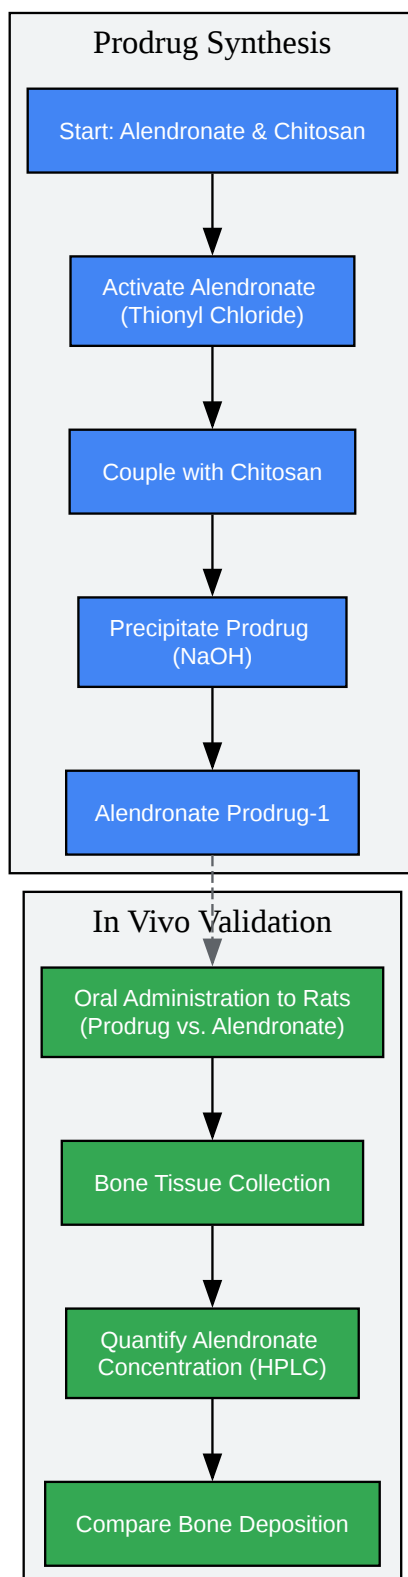 Prodrug Synthesis
Start: Alendronate & Chitosan
Activate Alendronate
(Thionyl Chloride)
Couple with Chitosan
Precipitate Prodrug
(NaOH)
Alendronate Prodrug-1
In Vivo Validation
Oral Administration to Rats
(Prodrug vs. Alendronate)
Bone Tissue Collection
Quantify Alendronate
Concentration (HPLC)
Compare Bone Deposition